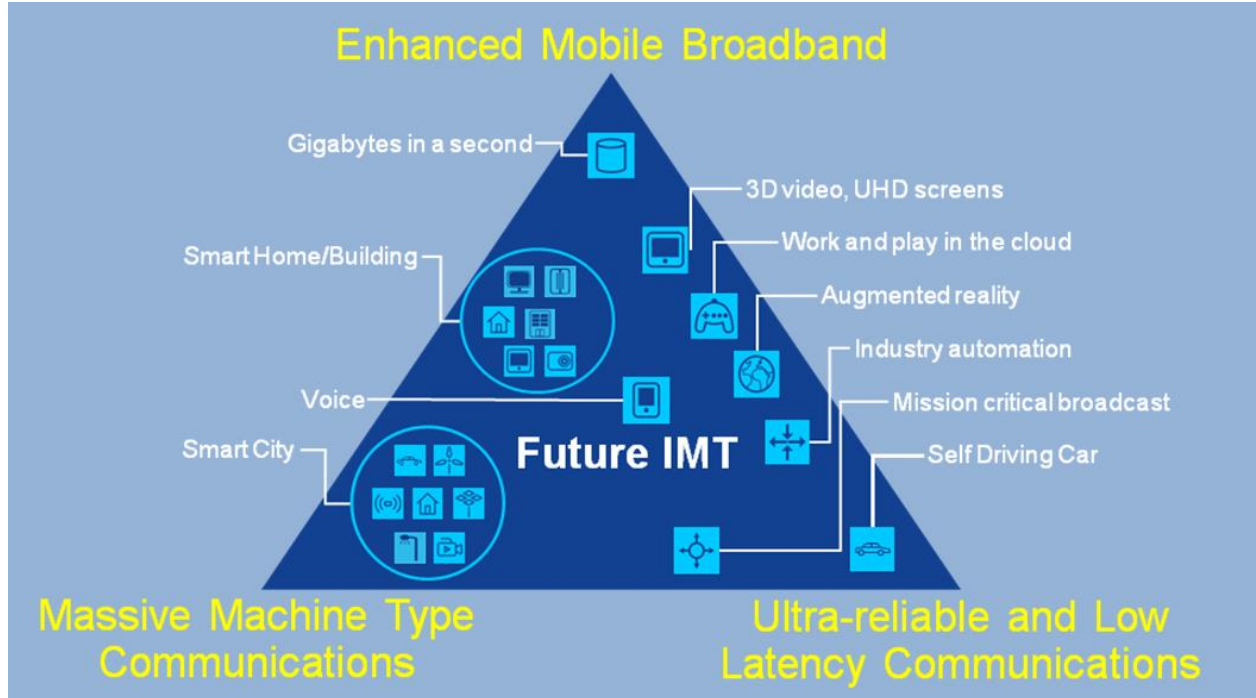 Enhanced Mobile Broadband
Gigabytes in a second
3D video, UHD screens
Work and play in the cloud
Smart Home/Building
Augmented reality
Industry automation
Voice
Mission critical broadcast
Smart City
Future IMT
Self Driving Car
Massive Machine Type
Communications
Ultra-reliable and Low
Latency Communications